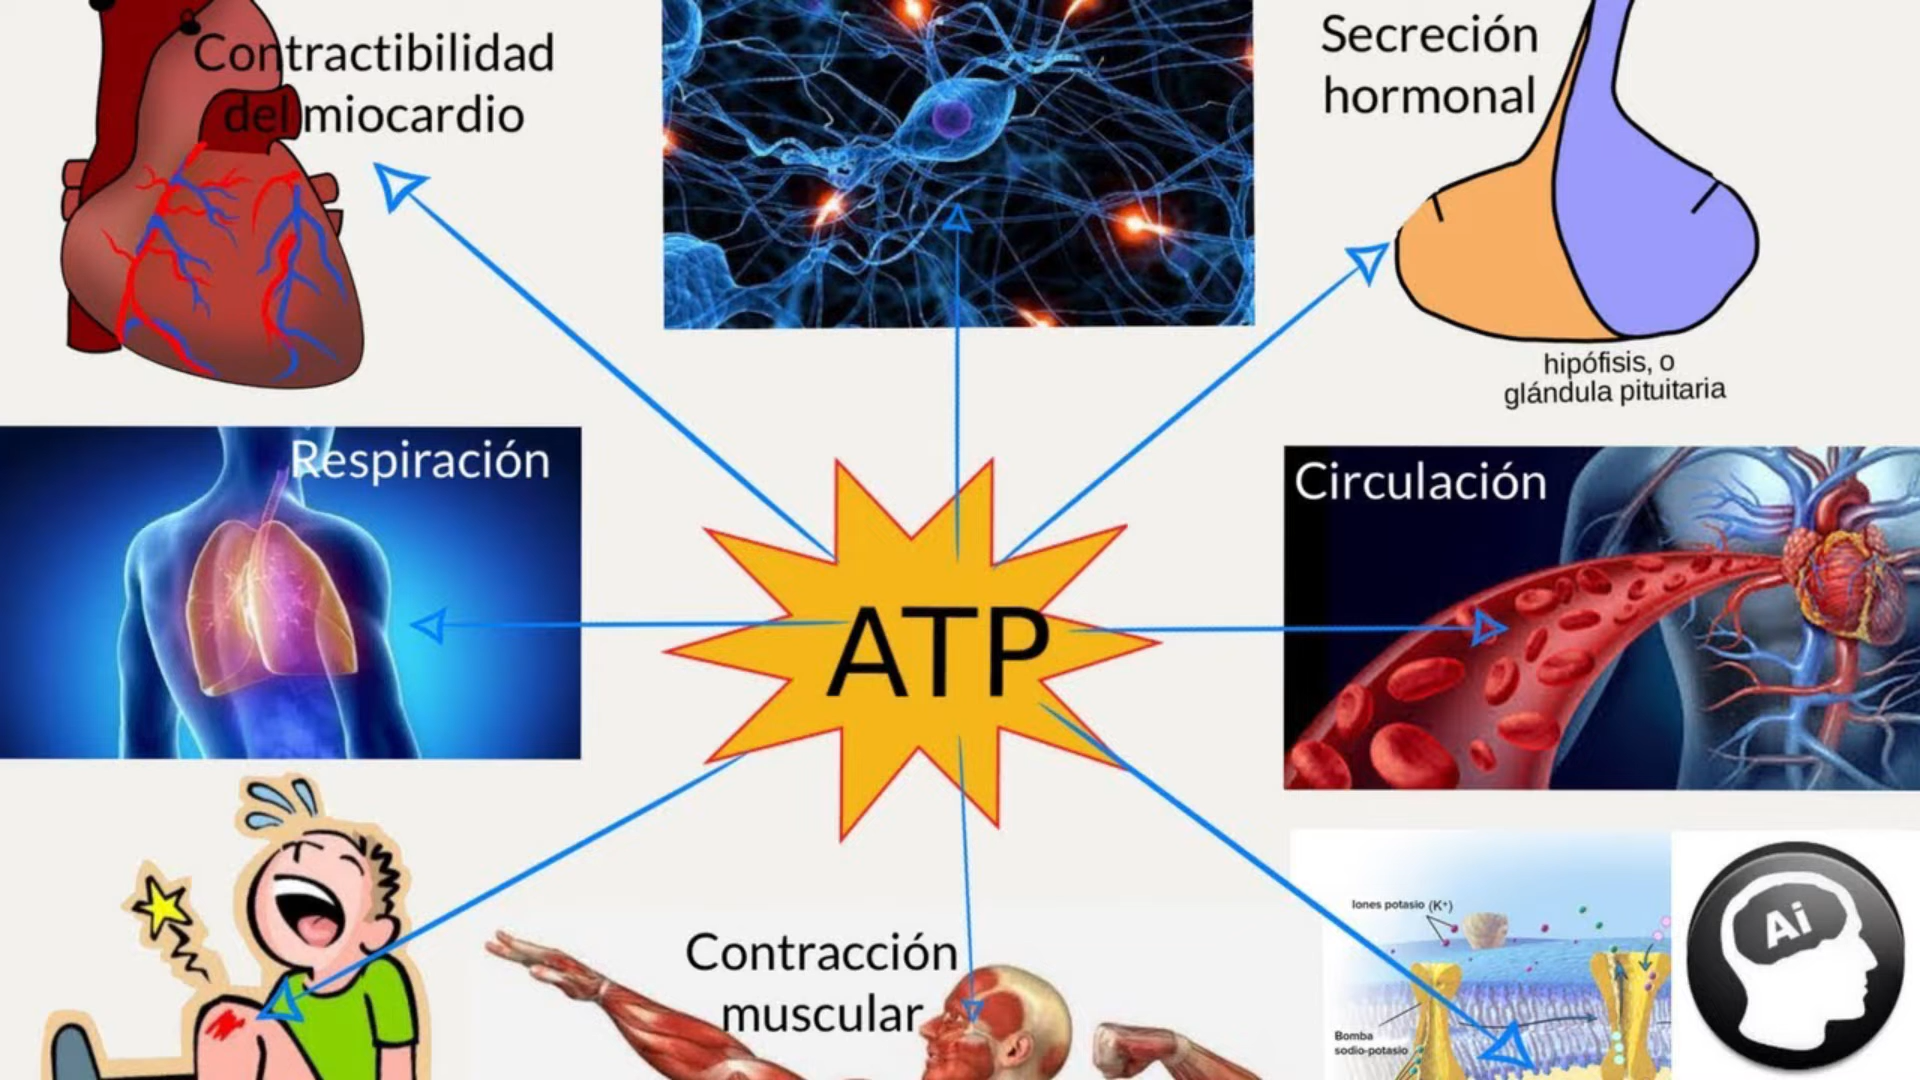 Contractibilidad
del miocardio
Secreción
hormonal
hipófisis, o
glándula pituitaria
Respiración
Circulación
ATP
Contracción
muscular
Iones potasio (K+)
Bomba
sodio-potasio
Ai